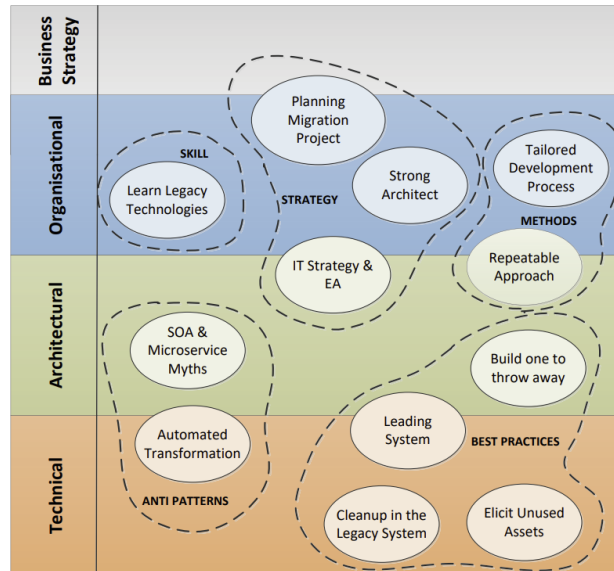 Business
Strategy
Planning
Migration
Project
Organisational
SKILL
Learn Legacy
Technologies
STRATEGY
Strong
Architect
Tailored
Development
Process
METHODS
Repeatable
Approach
IT Strategy &
EA
Architectural
SOA &
Microservice
Myths
Build one to
throw away
Technical
Automated
Transformation
ANTI PATTERNS
Leading
System
BEST PRACTICES
Cleanup in the
Legacy System
Elicit Unused
Assets